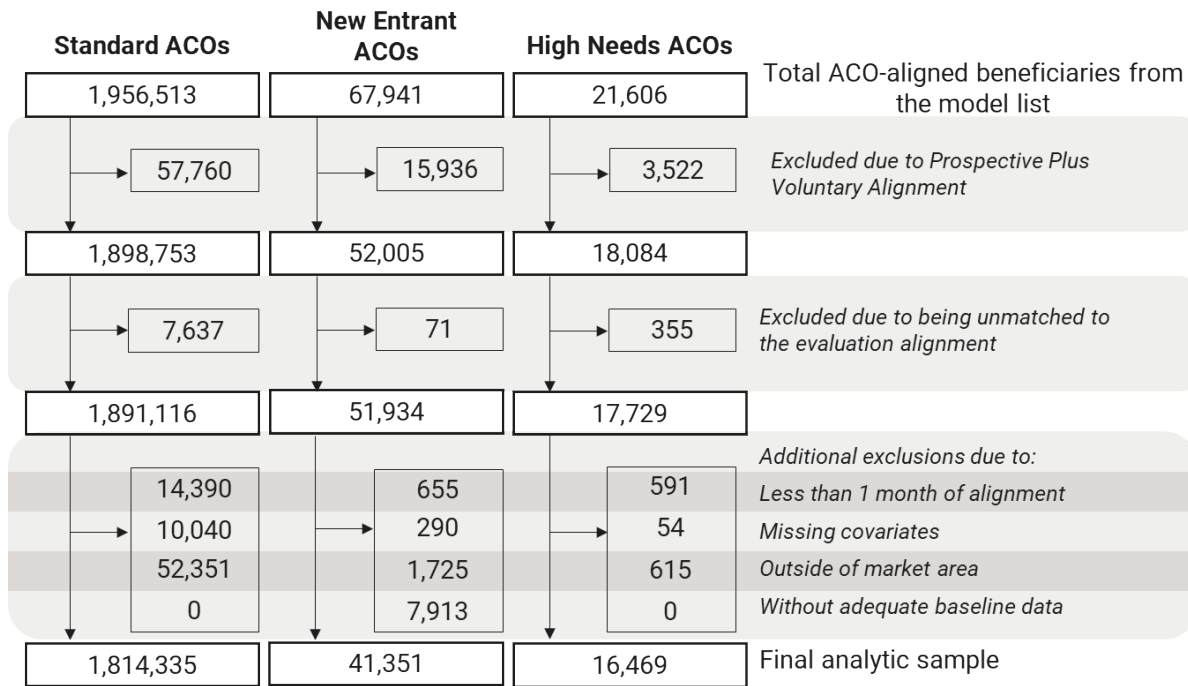 Standard ACOs
New Entrant
ACOs
High Needs ACOs
1,956,513
67,941
21,606
Total ACO-aligned beneficiaries from
the model list
57,760
15,936
3,522
Excluded due to Prospective Plus
Voluntary Alignment
1,898,753
52,005
18,084
7,637
71
355
Excluded due to being unmatched to
the evaluation alignment
1,891,116
51,934
17,729
Additional exclusions due to:
14,390
655
591
Less than 1 month of alignment
10,040
290
54
Missing covariates
52,351
1,725
615
Outside of market area
0
7,913
0
Without adequate baseline data
1,814,335
41,351
16,469
Final analytic sample